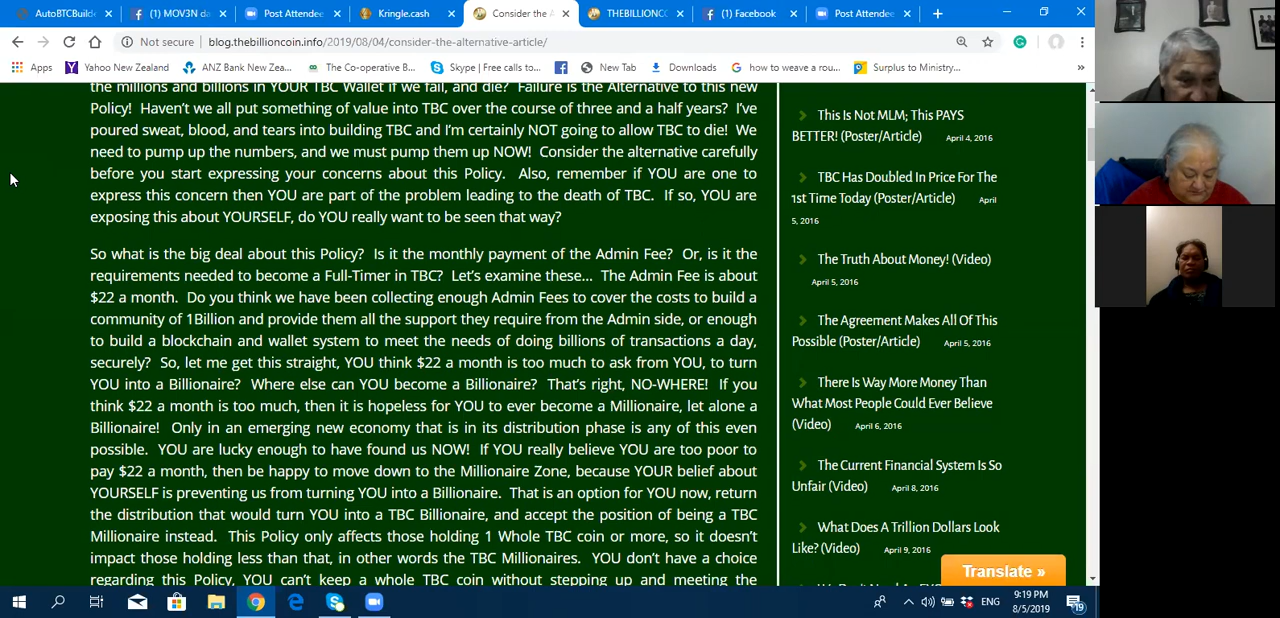 AutoBTCBuilde
(1) MOV3N da
Post Attendee
Kringle.cash
Consider the A
THEBILLIONCO
(1) Facebook
Post Attendee
Not secure
blog.thebillioncoin.info/2019/08/04/consider-the-alternative-article/
Apps
Yahoo New Zealand
ANZ Bank New Zea...
The Co-operative B...
Skype | Free calls to...
New Tab
Downloads
how to weave a rou...
Surplus to Ministry...
the millions and billions in YOUR TBC Wallet if we fail, and die? Failure is the Alternative to this new
Policy! Haven't we all put something of value into TBC over the course of three and a half years? I've
poured sweat, blood, and tears into building TBC and I'm certainly NOT going to allow TBC to die! We
need to pump up the numbers, and we must pump them up NOW! Consider the alternative carefully
before you start expressing your concerns about this Policy. Also, remember if YOU are one to
express this concern then YOU are part of the problem leading to the death of TBC. If so, YOU are
exposing this about YOURSELF, do YOU really want to be seen that way?
So what is the big deal about this Policy? Is it the monthly payment of the Admin Fee? Or, is it the
requirements needed to become a Full-Timer in TBC? Let's examine these... The Admin Fee is about
$22 a month. Do you think we have been collecting enough Admin Fees to cover the costs to build a
community of 1Billion and provide them all the support they require from the Admin side, or enough
to build a blockchain and wallet system to meet the needs of doing billions of transactions a day,
securely? So, let me get this straight, YOU think $22 a month is too much to ask from YOU, to turn
YOU into a Billionaire? Where else can YOU become a Billionaire? That's right, NO-WHERE! If you
think $22 a month is too much, then it is hopeless for YOU to ever become a Millionaire, let alone a
Billionaire! Only in an emerging new economy that is in its distribution phase is any of this even
possible. YOU are lucky enough to have found us NOW! If YOU really believe YOU are too poor to
pay $22 a month, then be happy to move down to the Millionaire Zone, because YOUR belief about
YOURSELF is preventing us from turning YOU into a Billionaire. That is an option for YOU now, return
the distribution that would turn YOU into a TBC Billionaire, and accept the position of being a TBC
Millionaire instead. This Policy only affects those holding 1 Whole TBC coin or more, so it doesn't
impact those holding less than that, in other words the TBC Millionaires. YOU don't have a choice
regarding this Policy, YOU can't keep a whole TBC coin without stepping up and meeting the
This Is Not MLM; This PAYS
BETTER! (Poster/Article) April 4, 2016
TBC Has Doubled In Price For The
1st Time Today (Poster/Article) April
5, 2016
The Truth About Money! (Video)
April 5, 2016
The Agreement Makes All Of This
Possible (Poster/Article) April 5, 2016
There Is Way More Money Than
What Most People Could Ever Believe
(Video) April 6, 2016
The Current Financial System Is So
Unfair (Video) April 8, 2016
What Does A Trillion Dollars Look
Like? (Video) April 9, 2016
Translate »
ENG
9:19 PM
8/5/2019
19